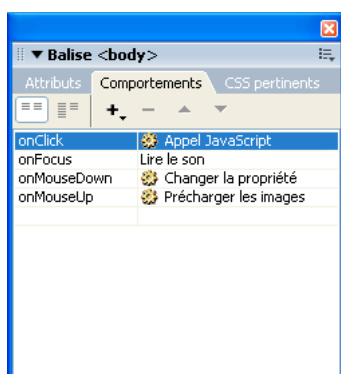 Balise <body>
Attributs Comportements CSS pertinents
onClick Appel JavaScript
onFocus Lire le son
onMouseDown Changer la propriété
onMouseUp Précharger les images